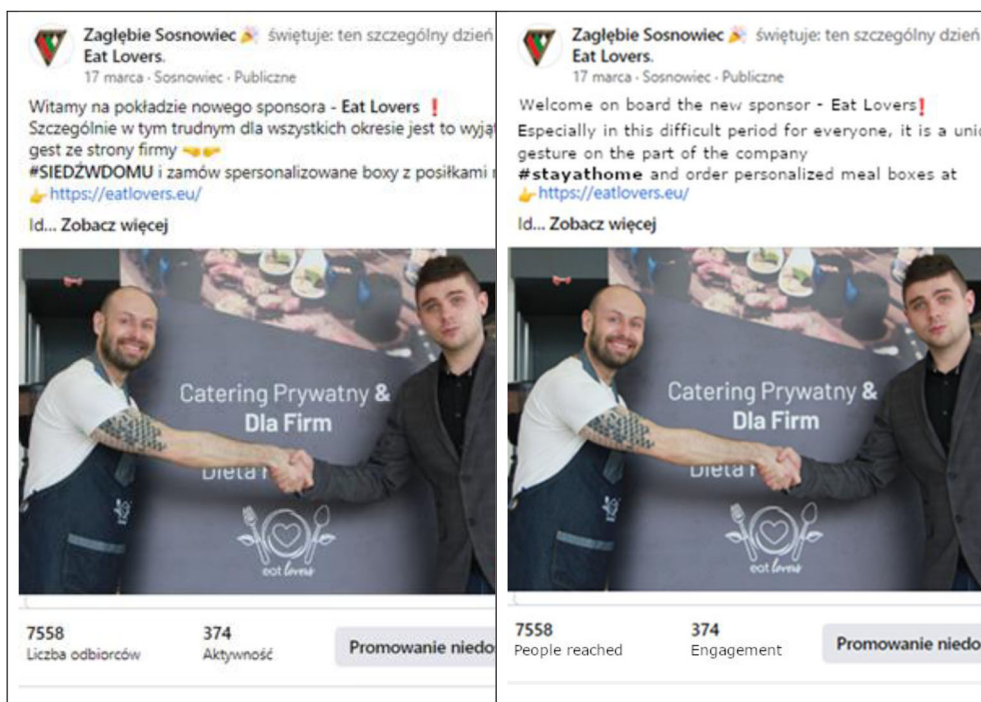 Zagłębie Sosnowiec 🎉 świętuje: ten szczególny dzień
Eat Lovers.
17 marca · Sosnowiec · Publiczne
Witamy na pokładzie nowego sponsora - Eat Lovers ❗
Szczególnie w tym trudnym dla wszystkich okresie jest to
gest ze strony firmy 🤜🤛
#SIEDŹWDOMU i zamów spersonalizowane boxy z posiłkami
👉https://eatlovers.eu/
Id... Zobacz więcej
Catering Prywatny &
Dla Firm
Dieta
eat lovers
7558
Liczba odbiorców
374
Aktywność
Promowanie
Zagłębie Sosnowiec 🎉 świętuje: ten szczególny dzień
Eat Lovers.
17 marca · Sosnowiec · Publiczne
Welcome on board the new sponsor - Eat Lovers❗
Especially in this difficult period for everyone, it is a
gesture on the part of the company
#stayathome and order personalized meal boxes at
👉https://eatlovers.eu/
Id... Zobacz więcej
Catering Prywatny &
Dla Firm
Dieta
eat lovers
7558
People reached
374
Engagement
Promowanie